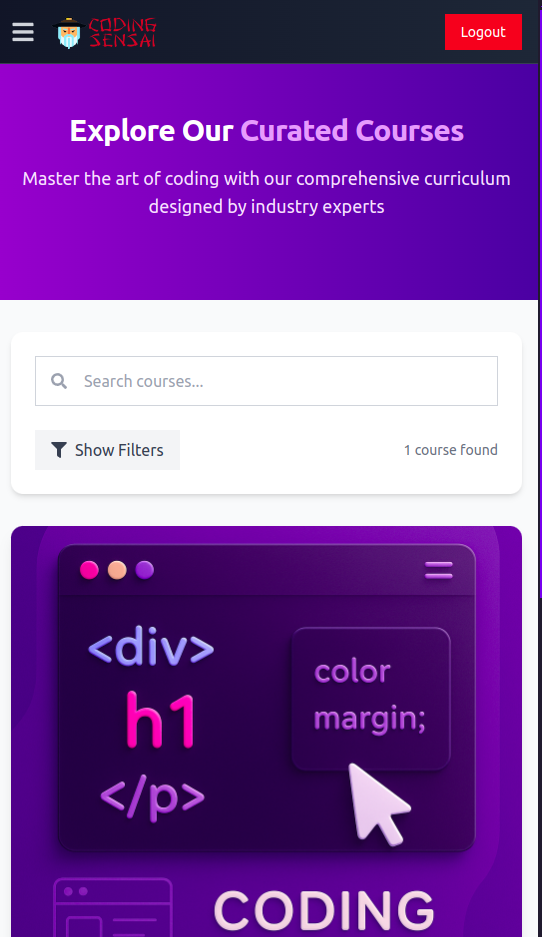 CODING
SENSAI
Logout
Explore Our Curated Courses
Master the art of coding with our comprehensive curriculum
designed by industry experts
Search courses...
Show Filters
1 course found
<div>
h1
</p>
color
margin;
CODING